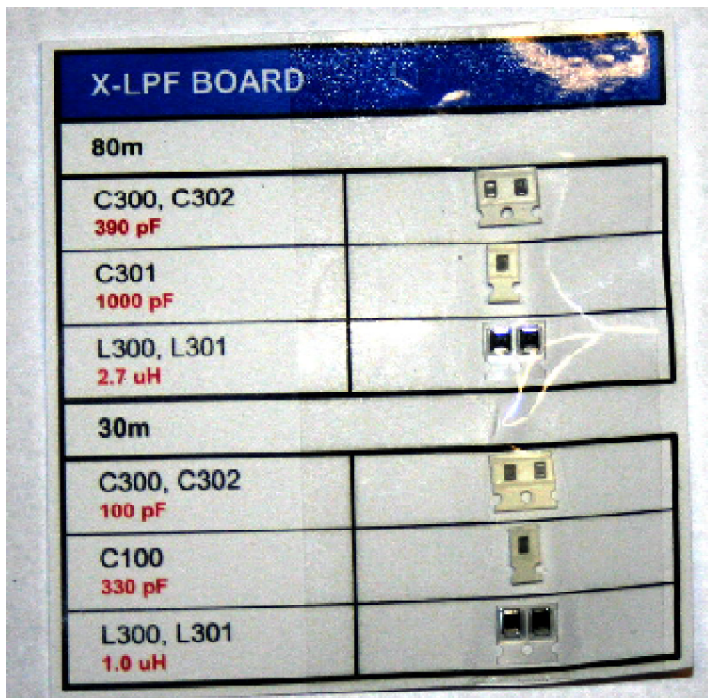 X-LPF BOARD
80m
C300, C302
390 pF
C301
1000 pF
L300, L301
2.7 uH
30m
C300, C302
100 pF
C100
330 pF
L300, L301
1.0 uH